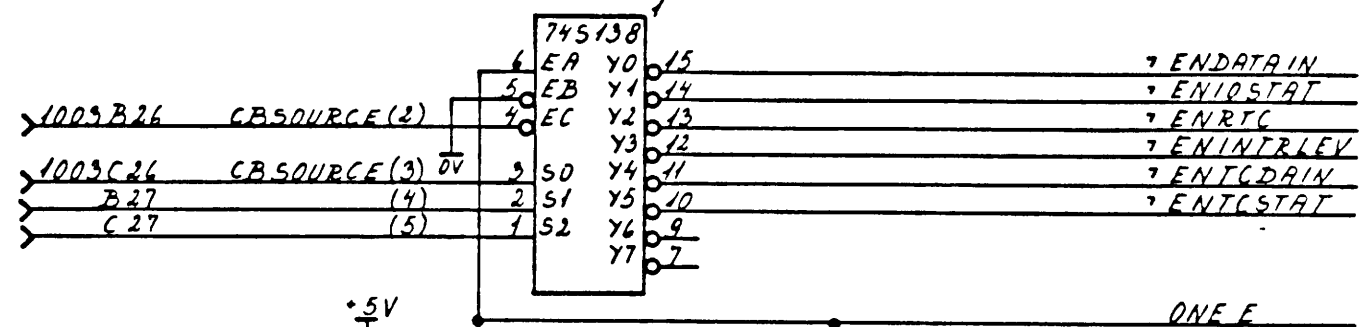 1
74S138
6 EA Y0 15 ⌝ ENDATAIN
5 EB Y1 14 ⌝ ENIOSTAT
1003B26 CBSOURCE(2) 4 EC Y2 13 ⌝ ENRTC
Y3 12 ⌝ ENINTRLEV
1003C26 CBSOURCE(3) 0V 3 S0 Y4 11 ⌝ ENTCDAIN
B27 (4) 2 S1 Y5 10 ⌝ ENTCSTAT
C27 (5) 1 S2 Y6 9
Y7 7
+5V
ONE E